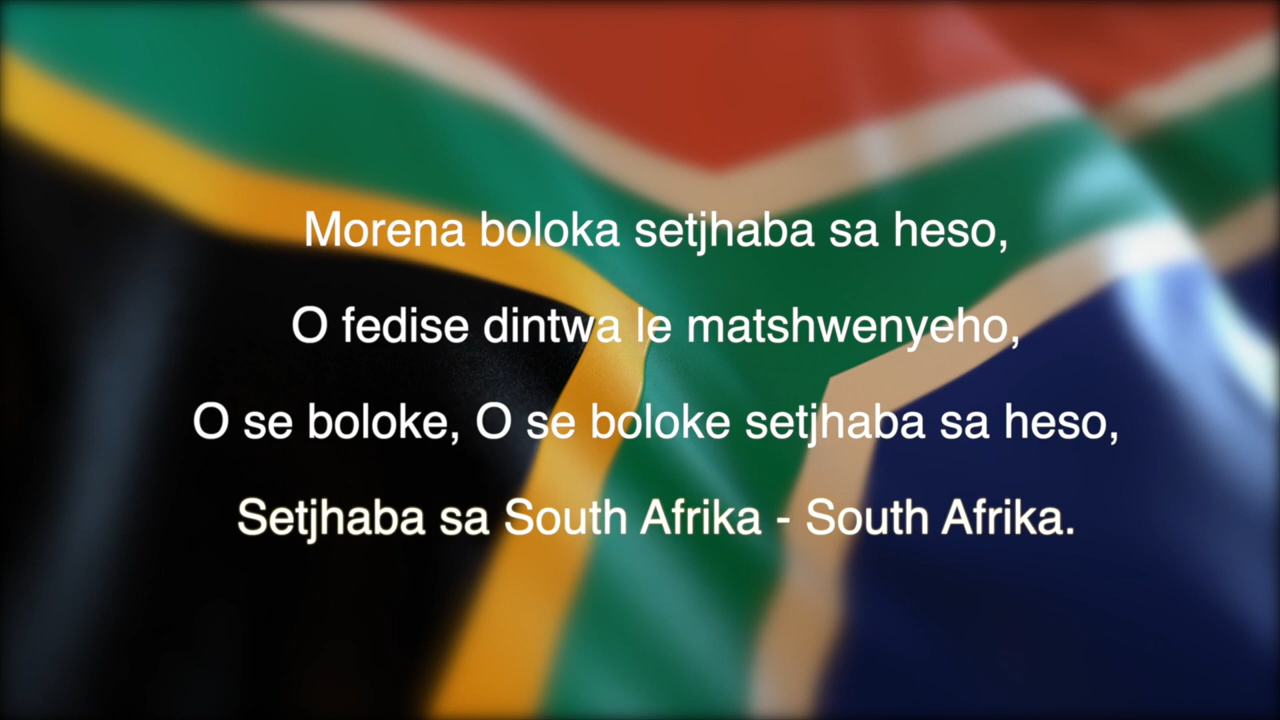 Morena boloka setjhaba sa heso,
O fedise dintwa le matshwenyeho,
O se boloke, O se boloke setjhaba sa heso,
Setjhaba sa South Afrika - South Afrika.